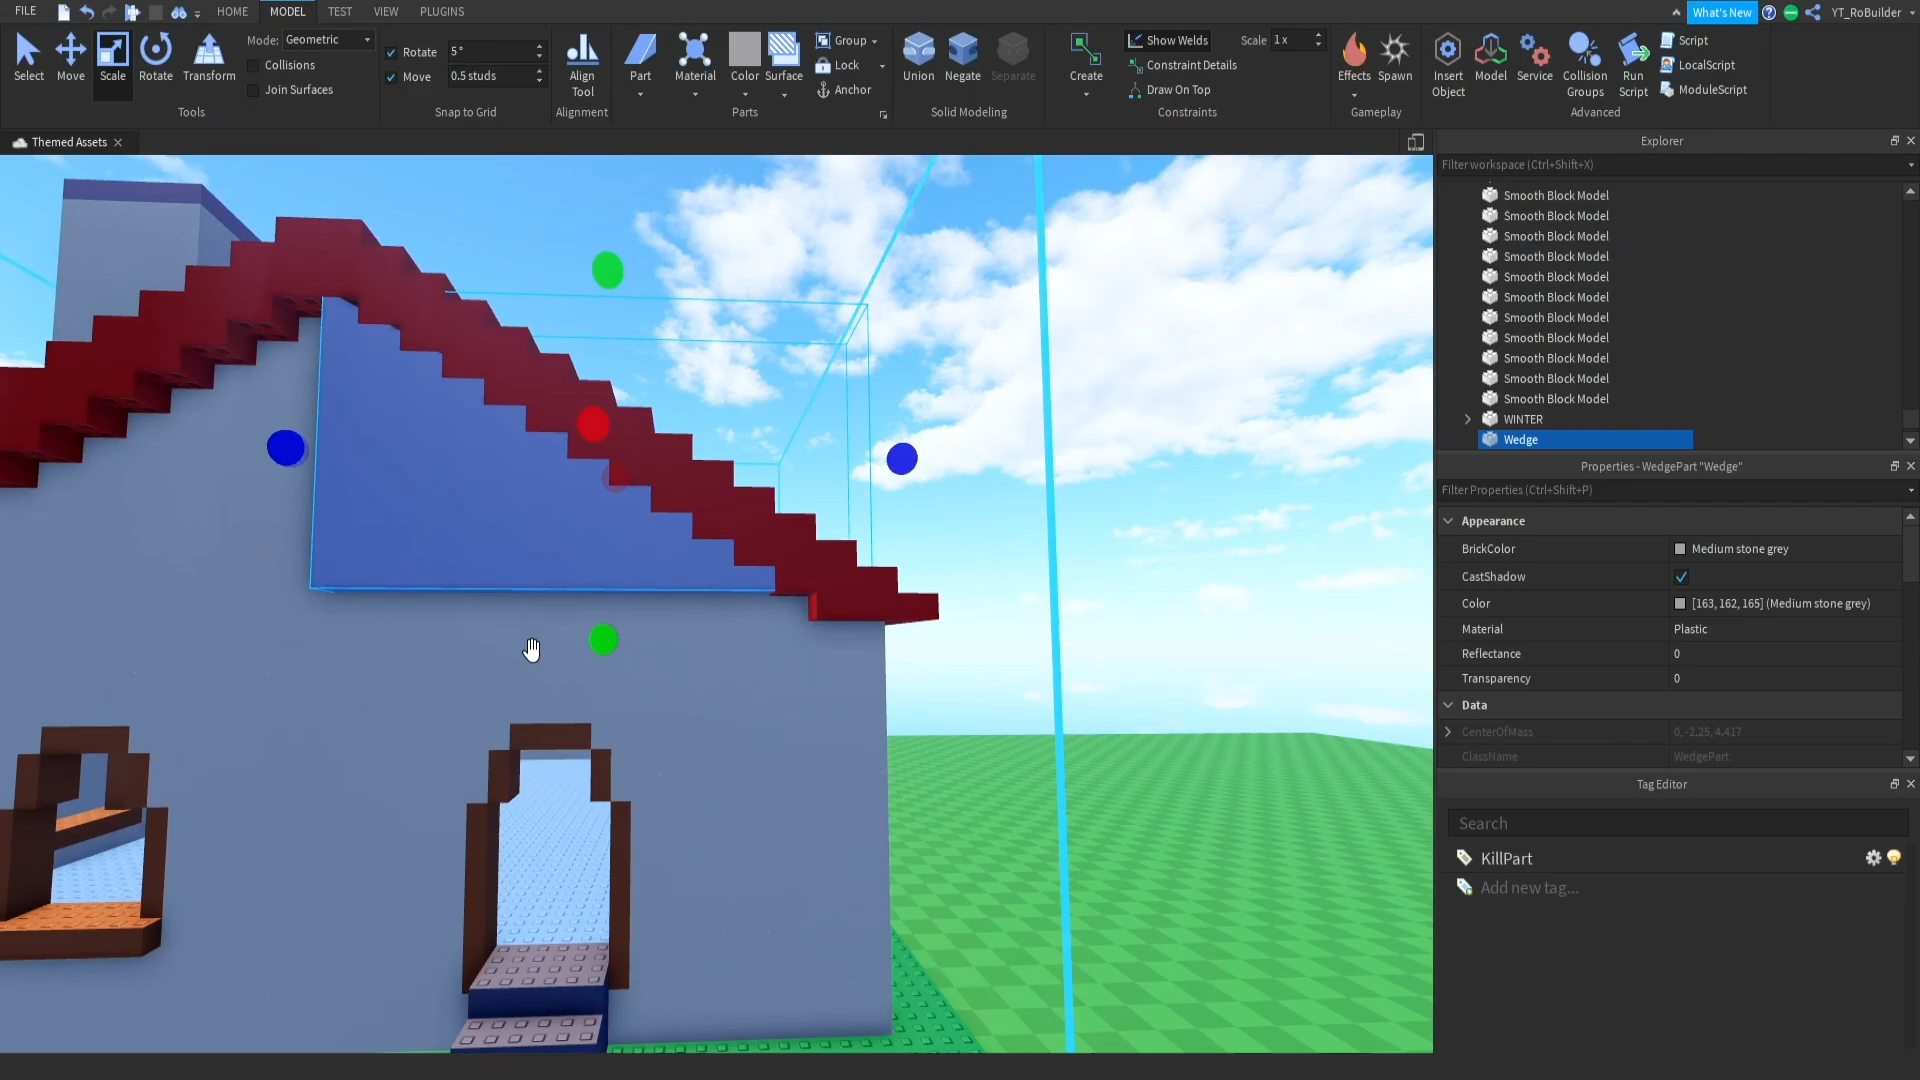 FILE HOME MODEL TEST VIEW PLUGINS What's New YT_RoBuilder
Select Move Scale Rotate Transform Mode: Geometric Collisions Join Surfaces Tools
Rotate 5°
Move 0.5 studs
Snap to Grid
Align Tool Alignment
Part Material Color Surface Group Lock Anchor Parts
Union Negate Separate Solid Modeling
Create Show Welds Scale 1x Constraint Details Draw On Top Constraints
Effects Spawn Gameplay
Insert Object Model Service Collision Groups Run Script Script LocalScript ModuleScript Advanced
Themed Assets
Explorer
Filter workspace (Ctrl+Shift+X)
Smooth Block Model
Smooth Block Model
Smooth Block Model
Smooth Block Model
Smooth Block Model
Smooth Block Model
Smooth Block Model
Smooth Block Model
Smooth Block Model
Smooth Block Model
Smooth Block Model
WINTER
Wedge
Properties - WedgePart "Wedge"
Filter Properties (Ctrl+Shift+P)
Appearance
BrickColor Medium stone grey
CastShadow
Color [163, 162, 165] (Medium stone grey)
Material Plastic
Reflectance 0
Transparency 0
Data
CenterOfMass 0, -2.25, 4.417
ClassName WedgePart
Tag Editor
Search
KillPart
Add new tag...